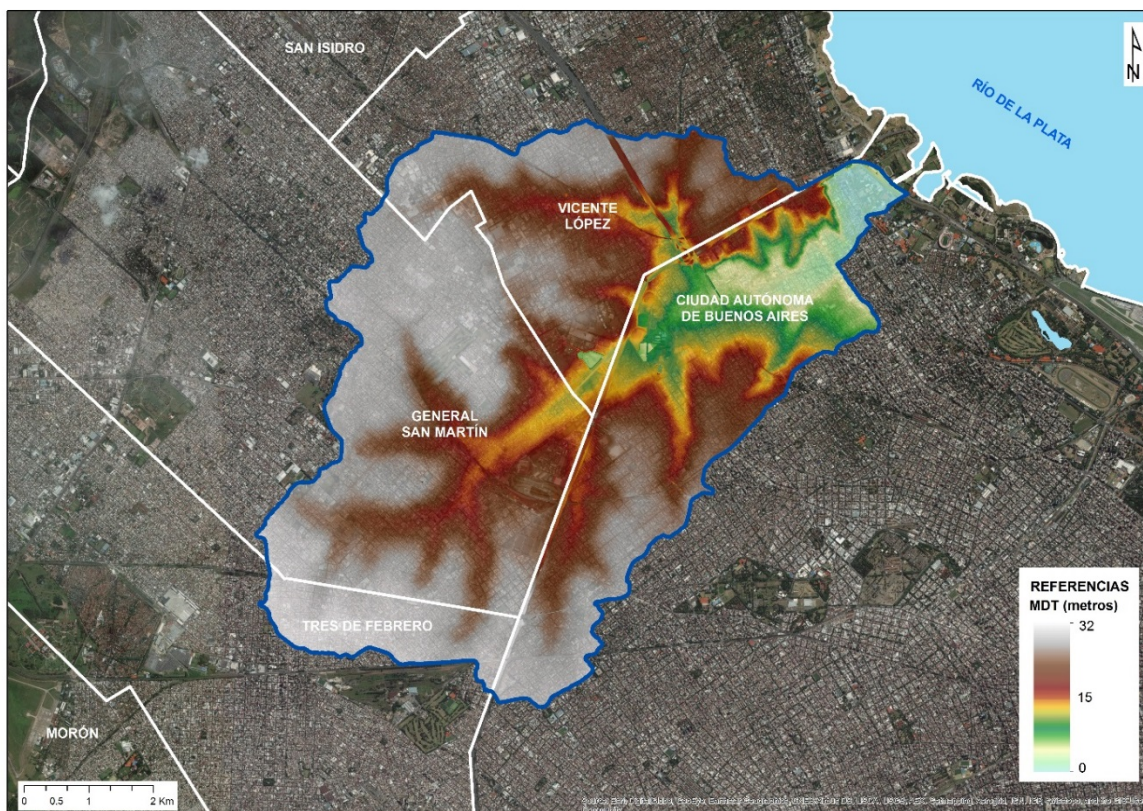 SAN ISIDRO
N
RÍO DE LA PLATA
VICENTE
LÓPEZ
CIUDAD AUTÓNOMA
DE BUENOS AIRES
GENERAL
SAN MARTÍN
TRES DE FEBRERO
MORÓN
REFERENCIAS
MDT (metros)
32
15
0
0 0.5 1 2 Km